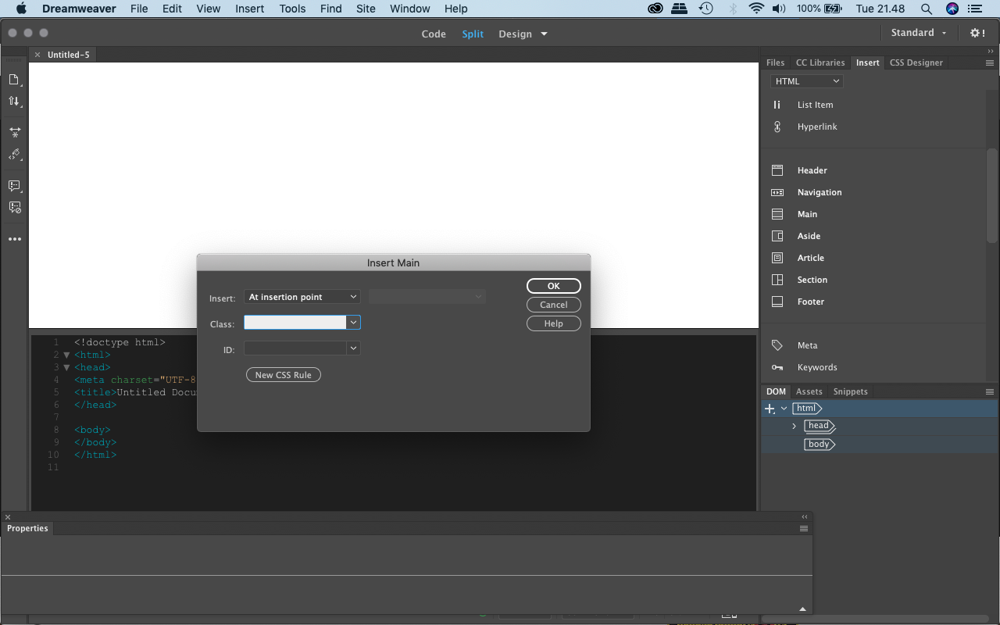 Dreamweaver File Edit View Insert Tools Find Site Window Help 100% Tue 21.48
Code Split Design Standard
Untitled-5
Files CC Libraries Insert CSS Designer
HTML
List Item
Hyperlink
Header
Navigation
Main
Aside
Article
Section
Footer
Meta
Keywords
Insert Main
Insert: At insertion point
Class:
ID:
New CSS Rule
OK
Cancel
Help
1 <!doctype html>
2 <html>
3 <head>
4 <meta charset="UTF-8
5 <title>Untitled Docu
6 </head>
7
8 <body>
9 </body>
10 </html>
11
DOM Assets Snippets
html
head
body
Properties